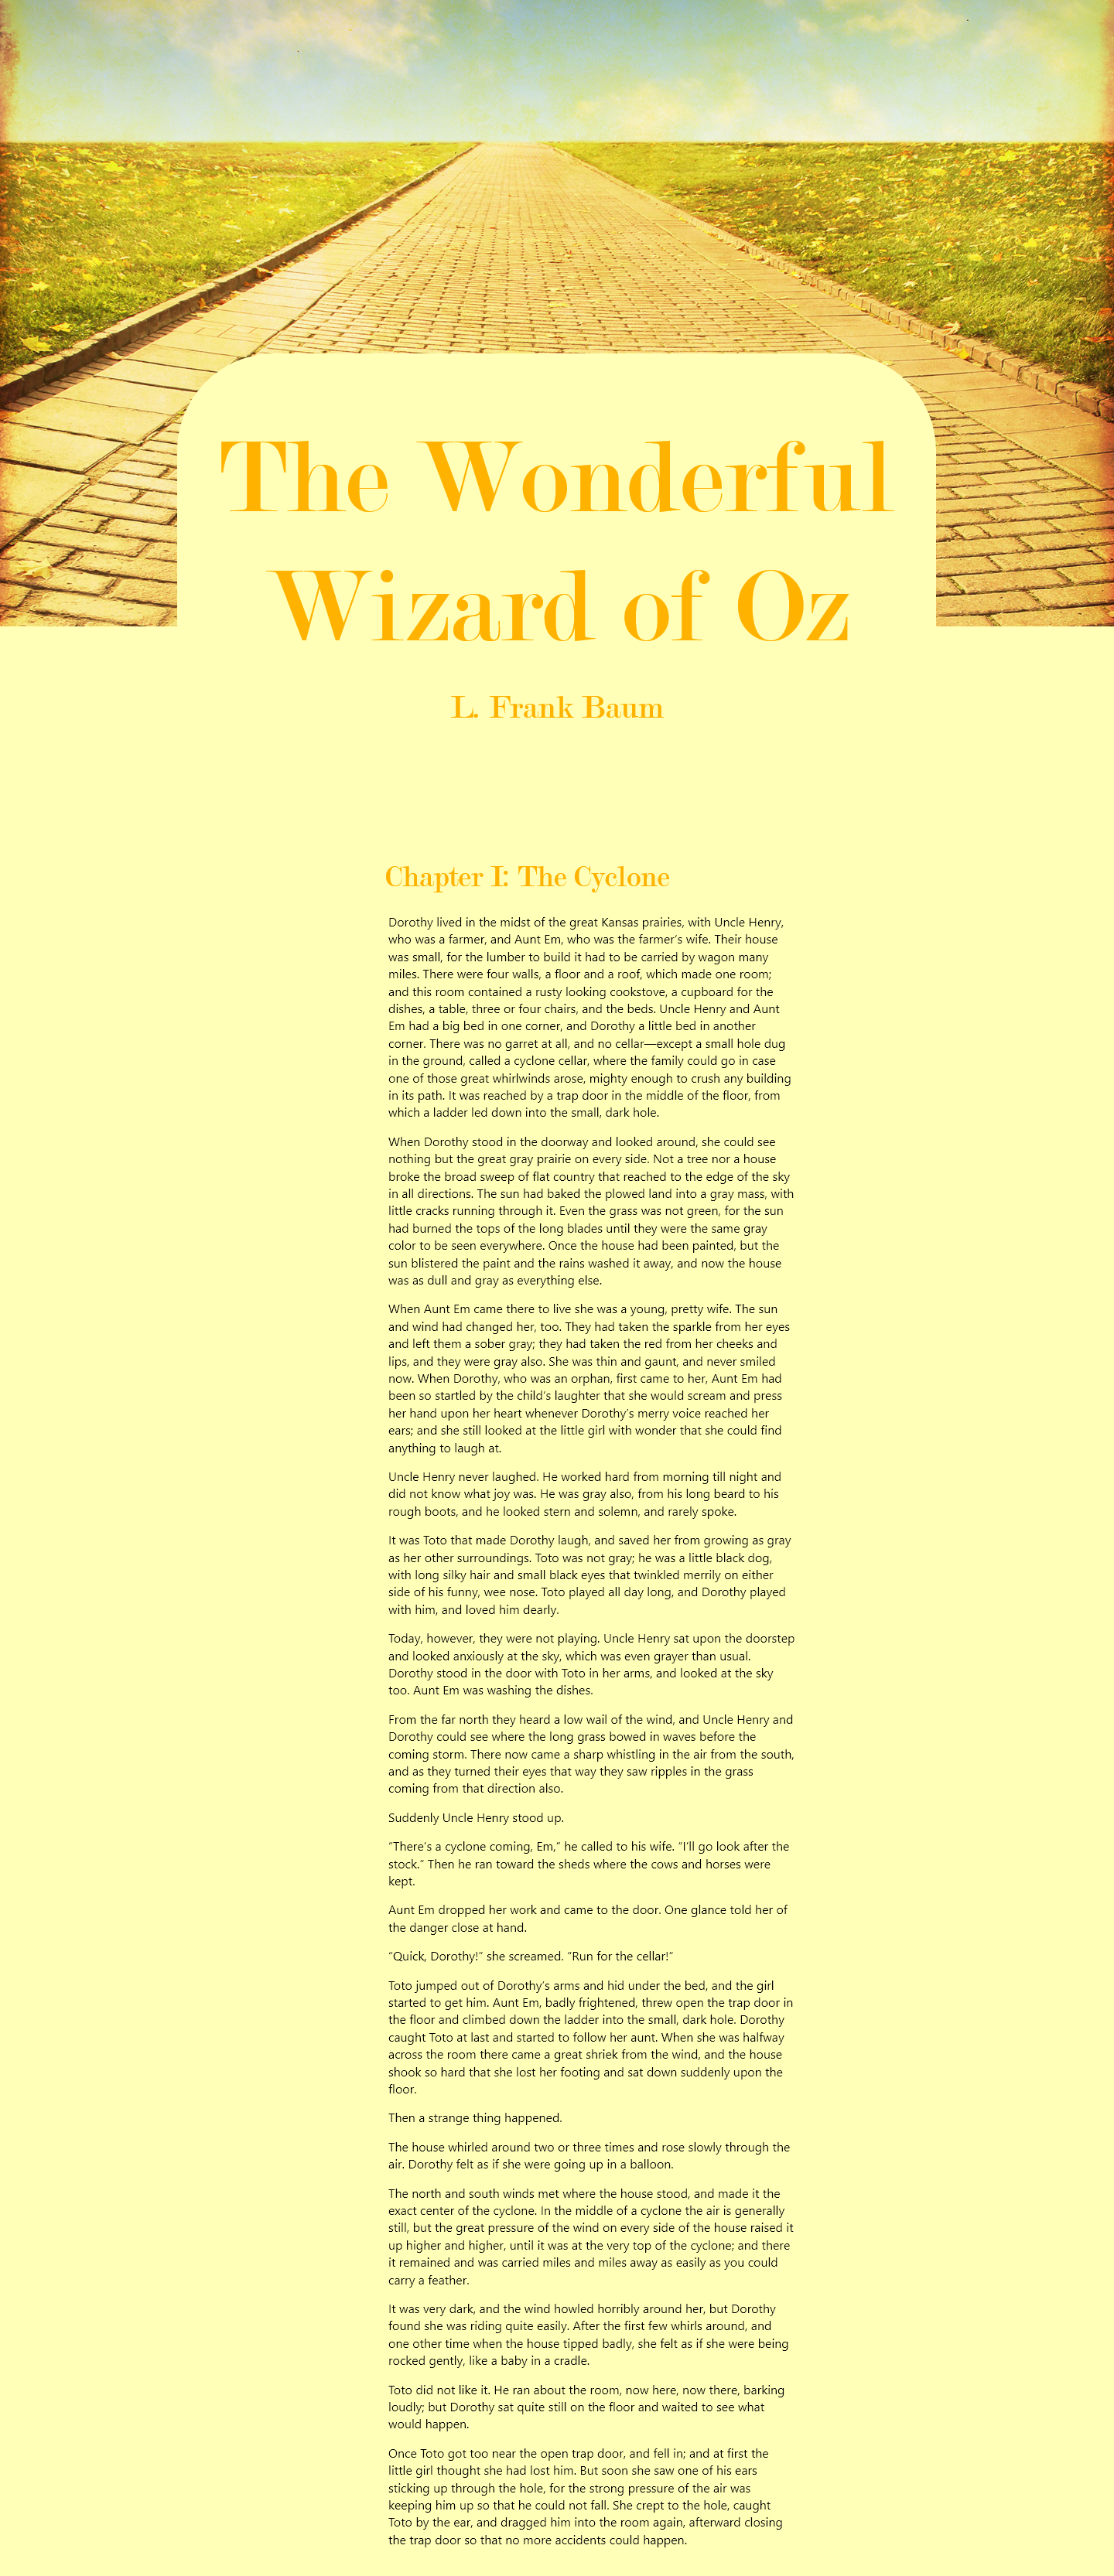 The Wonderful
Wizard of Oz
L. Frank Baum
Chapter I: The Cyclone
Dorothy lived in the midst of the great Kansas prairies, with Uncle Henry,
who was a farmer, and Aunt Em, who was the farmer’s wife. Their house
was small, for the lumber to build it had to be carried by wagon many
miles. There were four walls, a floor and a roof, which made one room;
and this room contained a rusty looking cookstove, a cupboard for the
dishes, a table, three or four chairs, and the beds. Uncle Henry and Aunt
Em had a big bed in one corner, and Dorothy a little bed in another
corner. There was no garret at all, and no cellar—except a small hole dug
in the ground, called a cyclone cellar, where the family could go in case
one of those great whirlwinds arose, mighty enough to crush any building
in its path. It was reached by a trap door in the middle of the floor, from
which a ladder led down into the small, dark hole.
When Dorothy stood in the doorway and looked around, she could see
nothing but the great gray prairie on every side. Not a tree nor a house
broke the broad sweep of flat country that reached to the edge of the sky
in all directions. The sun had baked the plowed land into a gray mass, with
little cracks running through it. Even the grass was not green, for the sun
had burned the tops of the long blades until they were the same gray
color to be seen everywhere. Once the house had been painted, but the
sun blistered the paint and the rains washed it away, and now the house
was as dull and gray as everything else.
When Aunt Em came there to live she was a young, pretty wife. The sun
and wind had changed her, too. They had taken the sparkle from her eyes
and left them a sober gray; they had taken the red from her cheeks and
lips, and they were gray also. She was thin and gaunt, and never smiled
now. When Dorothy, who was an orphan, first came to her, Aunt Em had
been so startled by the child’s laughter that she would scream and press
her hand upon her heart whenever Dorothy’s merry voice reached her
ears; and she still looked at the little girl with wonder that she could find
anything to laugh at.
Uncle Henry never laughed. He worked hard from morning till night and
did not know what joy was. He was gray also, from his long beard to his
rough boots, and he looked stern and solemn, and rarely spoke.
It was Toto that made Dorothy laugh, and saved her from growing as gray
as her other surroundings. Toto was not gray; he was a little black dog,
with long silky hair and small black eyes that twinkled merrily on either
side of his funny, wee nose. Toto played all day long, and Dorothy played
with him, and loved him dearly.
Today, however, they were not playing. Uncle Henry sat upon the doorstep
and looked anxiously at the sky, which was even grayer than usual.
Dorothy stood in the door with Toto in her arms, and looked at the sky
too. Aunt Em was washing the dishes.
From the far north they heard a low wail of the wind, and Uncle Henry and
Dorothy could see where the long grass bowed in waves before the
coming storm. There now came a sharp whistling in the air from the south,
and as they turned their eyes that way they saw ripples in the grass
coming from that direction also.
Suddenly Uncle Henry stood up.
“There’s a cyclone coming, Em,” he called to his wife. “I’ll go look after the
stock.” Then he ran toward the sheds where the cows and horses were
kept.
Aunt Em dropped her work and came to the door. One glance told her of
the danger close at hand.
“Quick, Dorothy!” she screamed. “Run for the cellar!”
Toto jumped out of Dorothy’s arms and hid under the bed, and the girl
started to get him. Aunt Em, badly frightened, threw open the trap door in
the floor and climbed down the ladder into the small, dark hole. Dorothy
caught Toto at last and started to follow her aunt. When she was halfway
across the room there came a great shriek from the wind, and the house
shook so hard that she lost her footing and sat down suddenly upon the
floor.
Then a strange thing happened.
The house whirled around two or three times and rose slowly through the
air. Dorothy felt as if she were going up in a balloon.
The north and south winds met where the house stood, and made it the
exact center of the cyclone. In the middle of a cyclone the air is generally
still, but the great pressure of the wind on every side of the house raised it
up higher and higher, until it was at the very top of the cyclone; and there
it remained and was carried miles and miles away as easily as you could
carry a feather.
It was very dark, and the wind howled horribly around her, but Dorothy
found she was riding quite easily. After the first few whirls around, and
one other time when the house tipped badly, she felt as if she were being
rocked gently, like a baby in a cradle.
Toto did not like it. He ran about the room, now here, now there, barking
loudly; but Dorothy sat quite still on the floor and waited to see what
would happen.
Once Toto got too near the open trap door, and fell in; and at first the
little girl thought she had lost him. But soon she saw one of his ears
sticking up through the hole, for the strong pressure of the air was
keeping him up so that he could not fall. She crept to the hole, caught
Toto by the ear, and dragged him into the room again, afterward closing
the trap door so that no more accidents could happen.